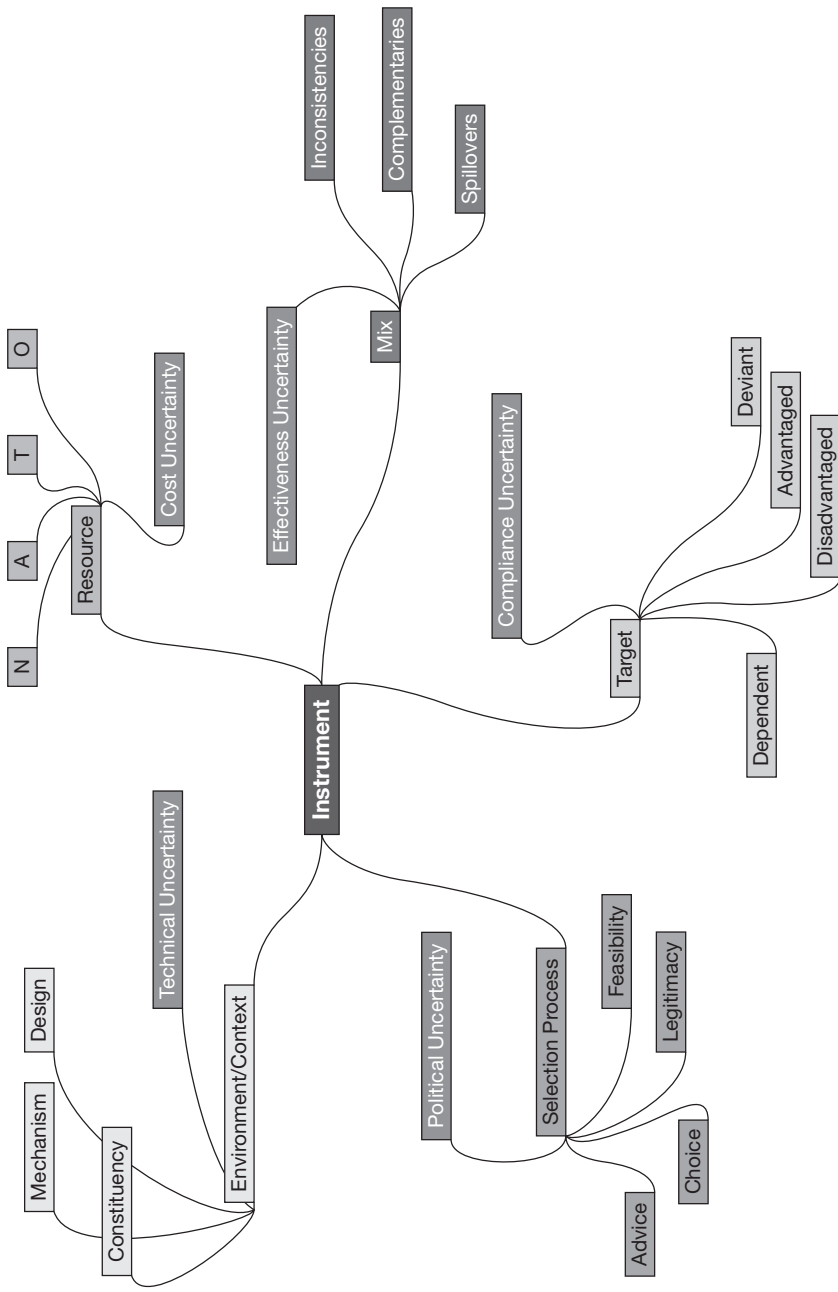 Instrument
Environment/Context
Constituency
Mechanism
Design
Technical Uncertainty
Resource
N
A
T
O
Cost Uncertainty
Mix
Effectiveness Uncertainty
Inconsistencies
Complementaries
Spillovers
Target
Compliance Uncertainty
Deviant
Advantaged
Disadvantaged
Dependent
Selection Process
Political Uncertainty
Feasibility
Legitimacy
Choice
Advice